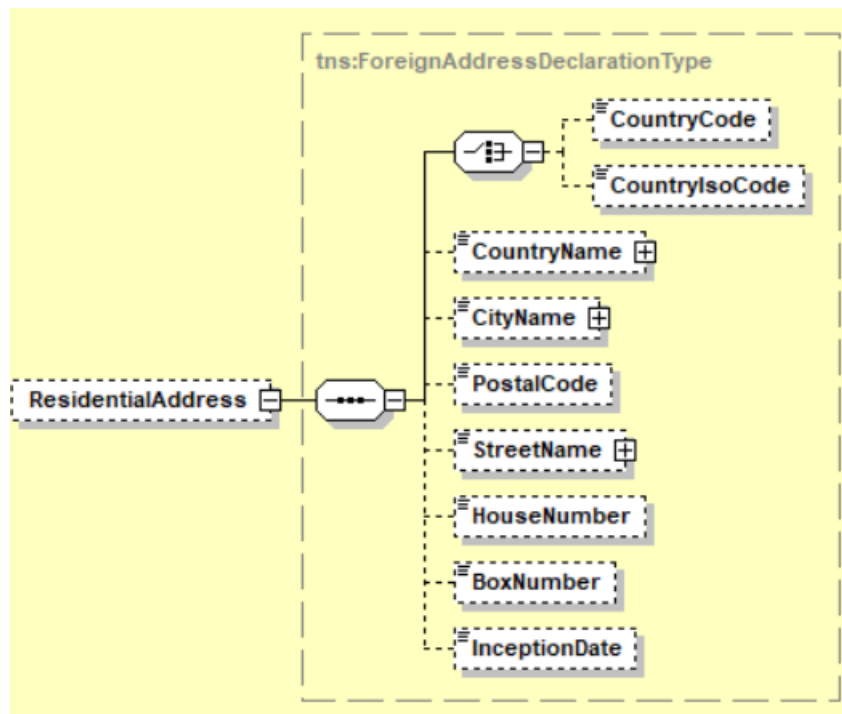 tns:ForeignAddressDeclarationType
CountryCode
CountryIsoCode
CountryName
CityName
PostalCode
ResidentialAddress
StreetName
HouseNumber
BoxNumber
InceptionDate